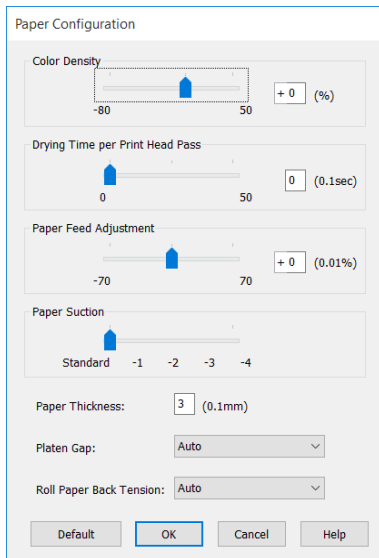 Paper Configuration
Color Density
+ 0 (%)
-80 50
Drying Time per Print Head Pass
0 (0.1sec)
0 50
Paper Feed Adjustment
+ 0 (0.01%)
-70 70
Paper Suction
Standard -1 -2 -3 -4
Paper Thickness: 3 (0.1mm)
Platen Gap: Auto
Roll Paper Back Tension: Auto
Default OK Cancel Help